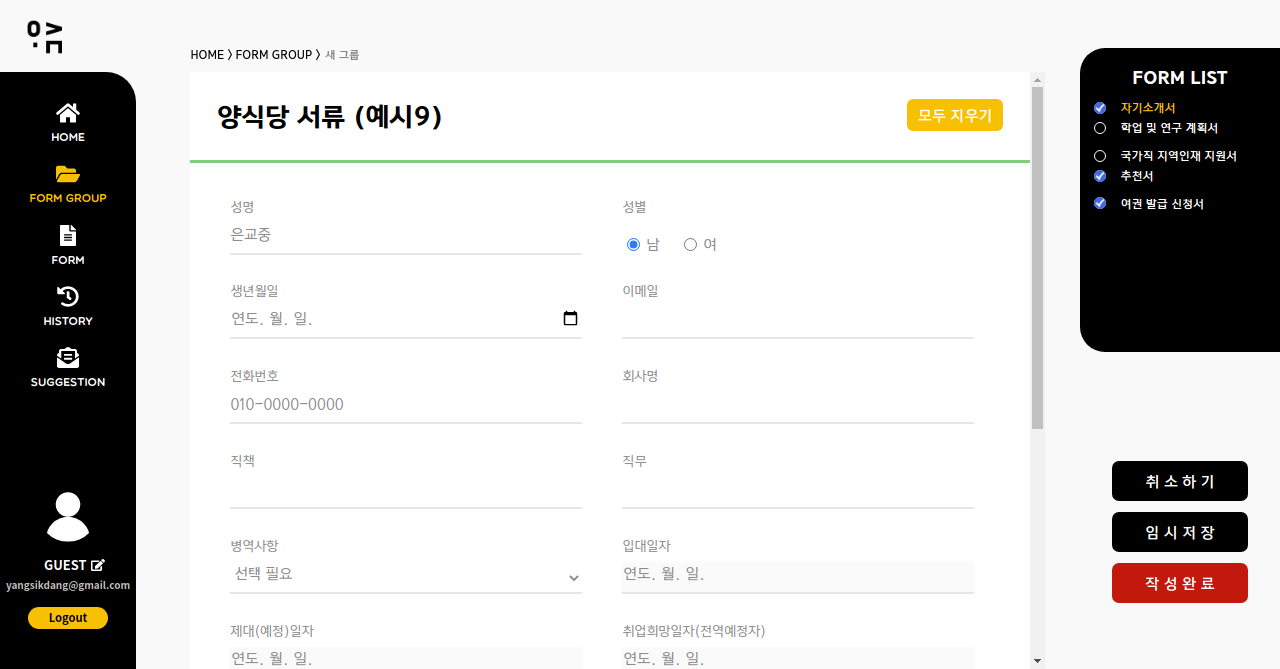 HOME > FORM GROUP > 새 그룹
HOME
FORM GROUP
FORM
HISTORY
SUGGESTION
GUEST
yangsikdang@gmail.com
Logout
양식당 서류 (예시9)
모두 지우기
성명
은교중
성별
남 여
생년월일
연도. 월. 일.
이메일
전화번호
010-0000-0000
회사명
직책
직무
병역사항
선택 필요
입대일자
연도. 월. 일.
제대(예정)일자
연도. 월. 일.
취업희망일자(전역예정자)
연도. 월. 일.
FORM LIST
자기소개서
학업 및 연구 계획서
국가직 지역인재 지원서
추천서
여권 발급 신청서
취소하기
임시저장
작성완료